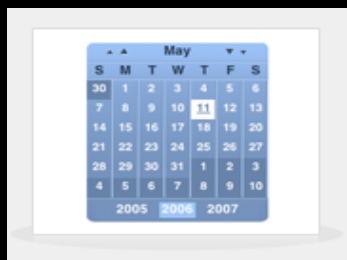 May
S M T W T F S
30 1 2 3 4 5 6
7 8 9 10 11 12 13
14 15 16 17 18 19 20
21 22 23 24 25 26 27
28 29 30 31 1 2 3
4 5 6 7 8 9 10
2005 2006 2007